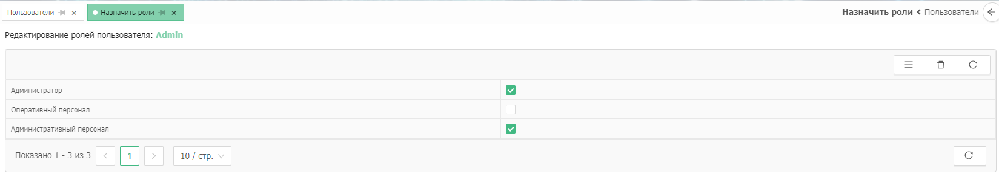 Пользователи
Назначить роли
Назначить роли Пользователи
Редактирование ролей пользователя: Admin
Администратор
Оперативный персонал
Административный персонал
Показано 1 - 3 из 3
1
10 / стр.